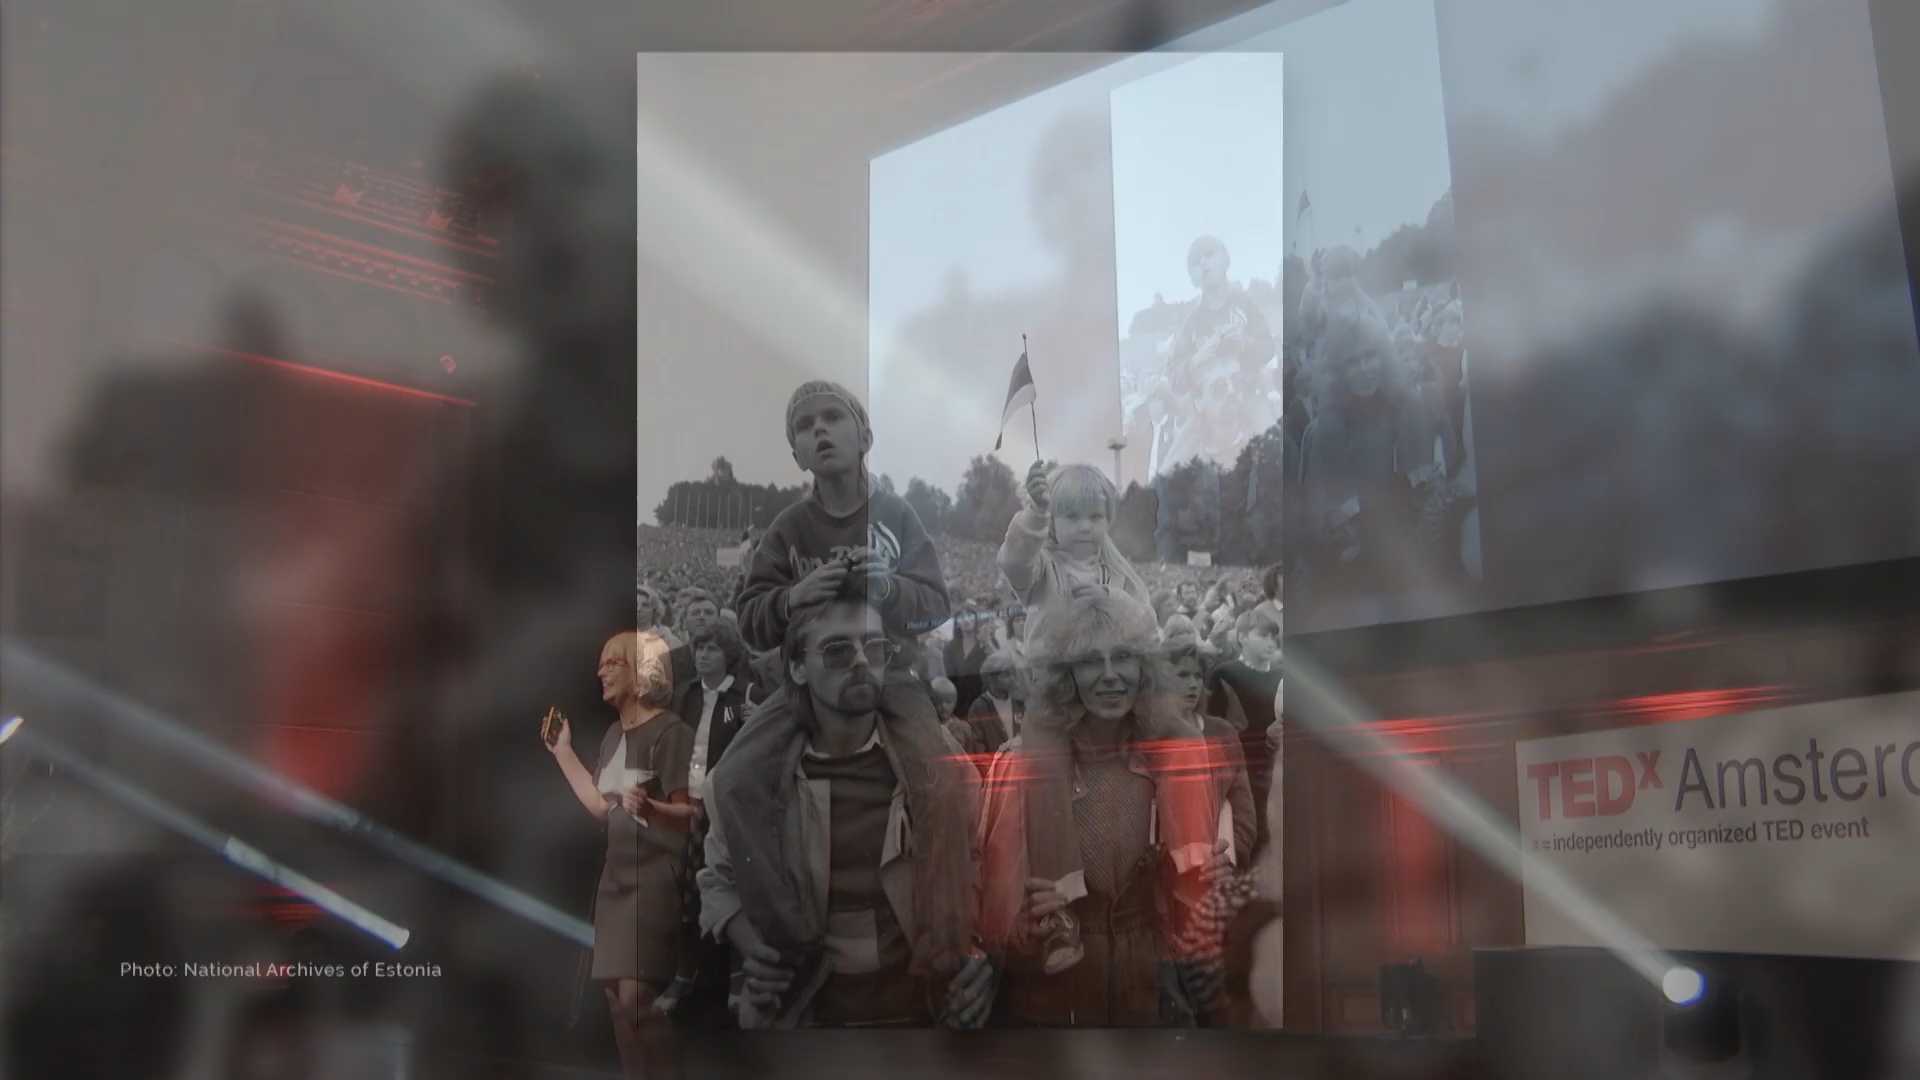 TEDx Amster
x = independently organized TED event
Photo: National Archives of Estonia